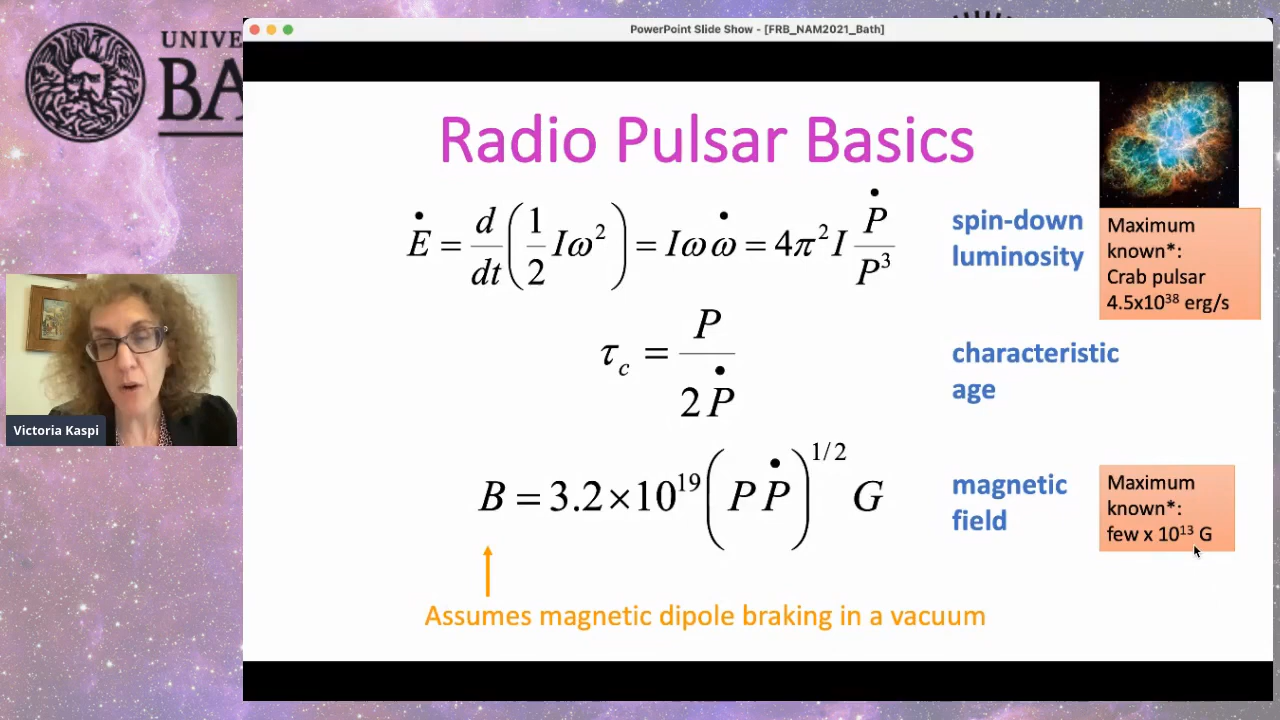 PowerPoint Slide Show - [FRB_NAM2021_Bath]
UNIVE
BA
Radio Pulsar Basics
Ė = d/dt (1/2 Iω²) = Iωω̇ = 4π²I Ṗ/P³
spin-down
luminosity
Maximum
known*:
Crab pulsar
4.5x10³⁸ erg/s
τc = P / 2Ṗ
characteristic
age
B = 3.2×10¹⁹ (PṖ)^1/2 G
magnetic
field
Maximum
known*:
few x 10¹³ G
Assumes magnetic dipole braking in a vacuum
Victoria Kaspi